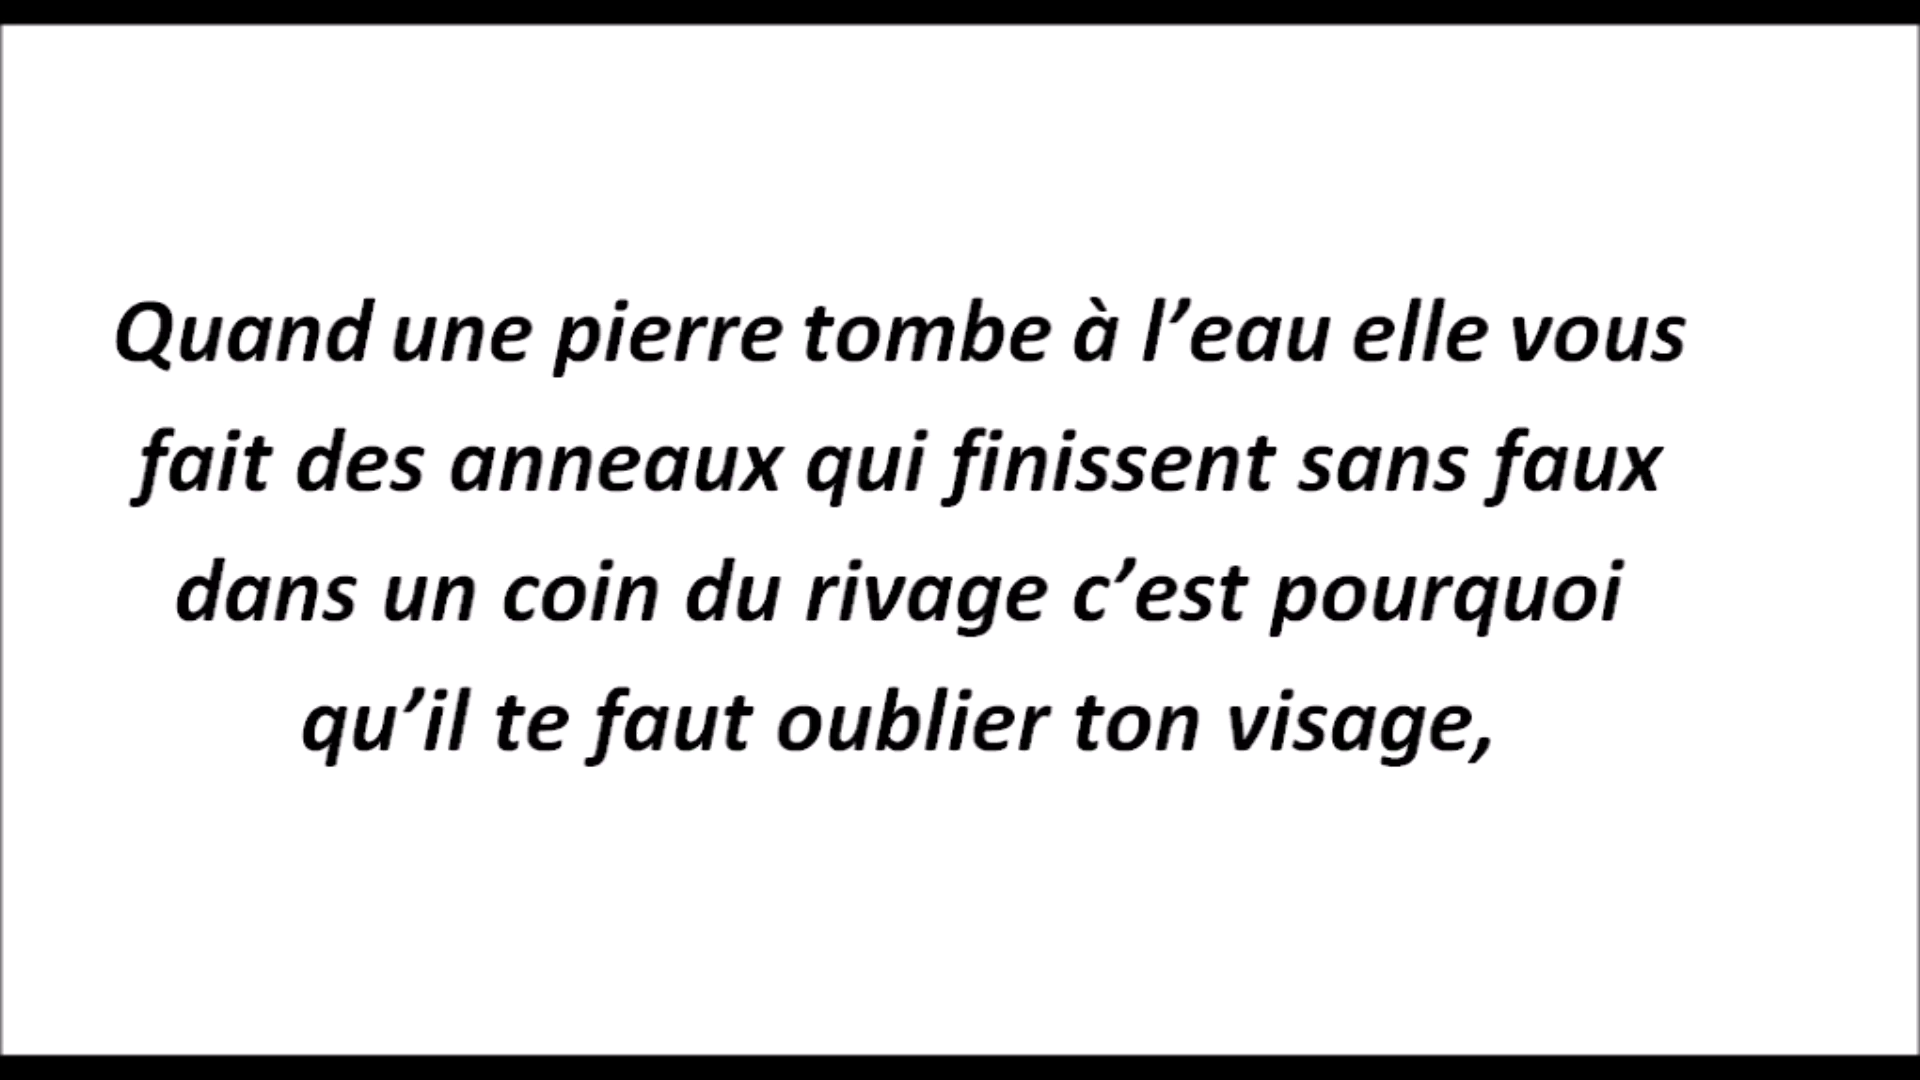 Quand une pierre tombe à l’eau elle vous
fait des anneaux qui finissent sans faux
dans un coin du rivage c’est pourquoi
qu’il te faut oublier ton visage,